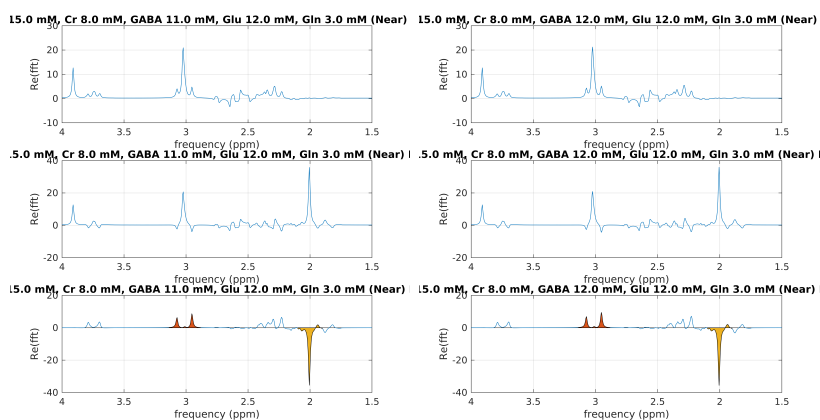 15.0 mM, Cr 8.0 mM, GABA 11.0 mM, Glu 12.0 mM, Gln 3.0 mM (Near)
30
20
10
0
-10
Re(fft)
4 3.5 3 2.5 2 1.5
frequency (ppm)
15.0 mM, Cr 8.0 mM, GABA 12.0 mM, Glu 12.0 mM, Gln 3.0 mM (Near)
30
20
10
0
-10
Re(fft)
4 3.5 3 2.5 2 1.5
frequency (ppm)
.5.0 mM, Cr 8.0 mM, GABA 11.0 mM, Glu 12.0 mM, Gln 3.0 mM (Near)
40
20
0
-20
Re(fft)
4 3.5 3 2.5 2 1.5
frequency (ppm)
.5.0 mM, Cr 8.0 mM, GABA 12.0 mM, Glu 12.0 mM, Gln 3.0 mM (Near)
40
20
0
-20
Re(fft)
4 3.5 3 2.5 2 1.5
frequency (ppm)
15.0 mM, Cr 8.0 mM, GABA 11.0 mM, Glu 12.0 mM, Gln 3.0 mM (Near)
20
0
-20
-40
Re(fft)
4 3.5 3 2.5 2 1.5
frequency (ppm)
15.0 mM, Cr 8.0 mM, GABA 12.0 mM, Glu 12.0 mM, Gln 3.0 mM (Near)
20
0
-20
-40
Re(fft)
4 3.5 3 2.5 2 1.5
frequency (ppm)